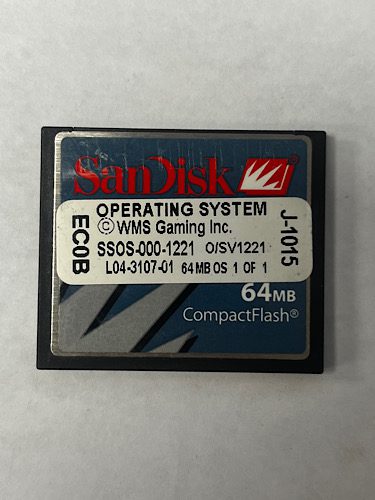 SanDisk
OPERATING SYSTEM
© WMS Gaming Inc.
SSOS-000-1221 O/SV1221
L04-3107-01 64 MB OS 1 OF 1
EC0B
J-1015
64MB
CompactFlash®